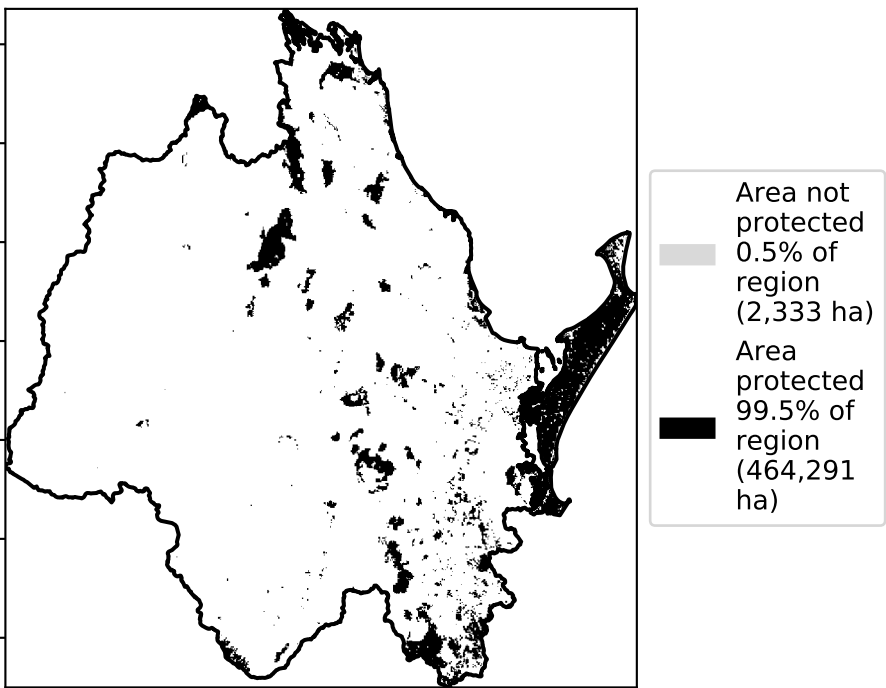 Area not
protected
0.5% of
region
(2,333 ha)
Area
protected
99.5% of
region
(464,291
ha)